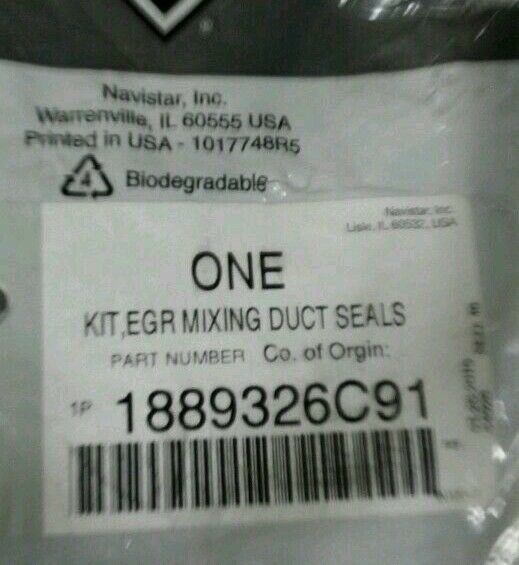 ®
Navistar, Inc.
Warrenville, IL 60555 USA
Printed in USA - 1017748R5
4 Biodegradable
Navistar, Inc.
Lisle, IL 60532, USA
ONE
KIT,EGR MIXING DUCT SEALS
PART NUMBER Co. of Orgin:
1P 1889326C91